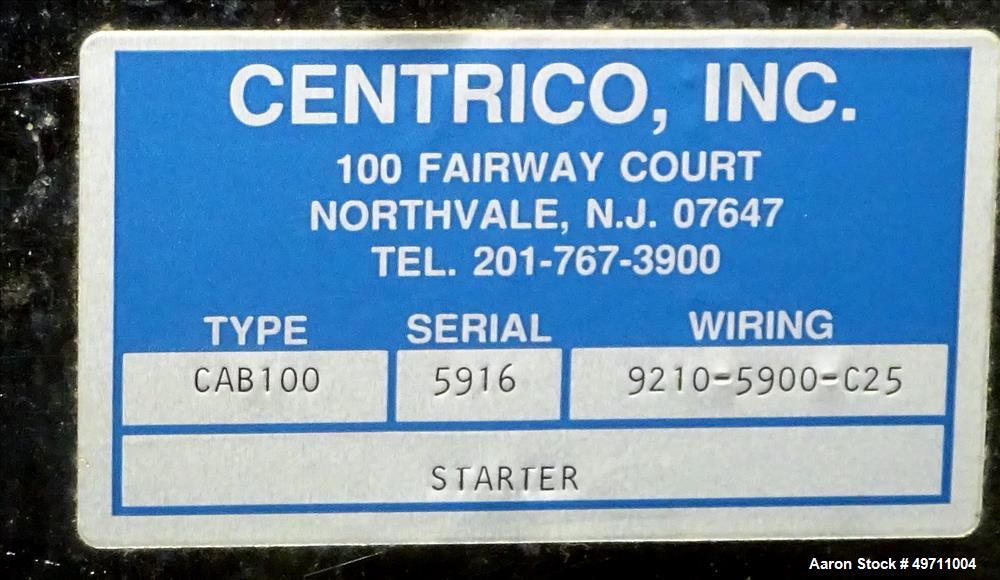 CENTRICO, INC.
100 FAIRWAY COURT
NORTHVALE, N.J. 07647
TEL. 201-767-3900
TYPE SERIAL WIRING
CAB100 5916 9210-5900-C25
STARTER
Aaron Stock # 49711004